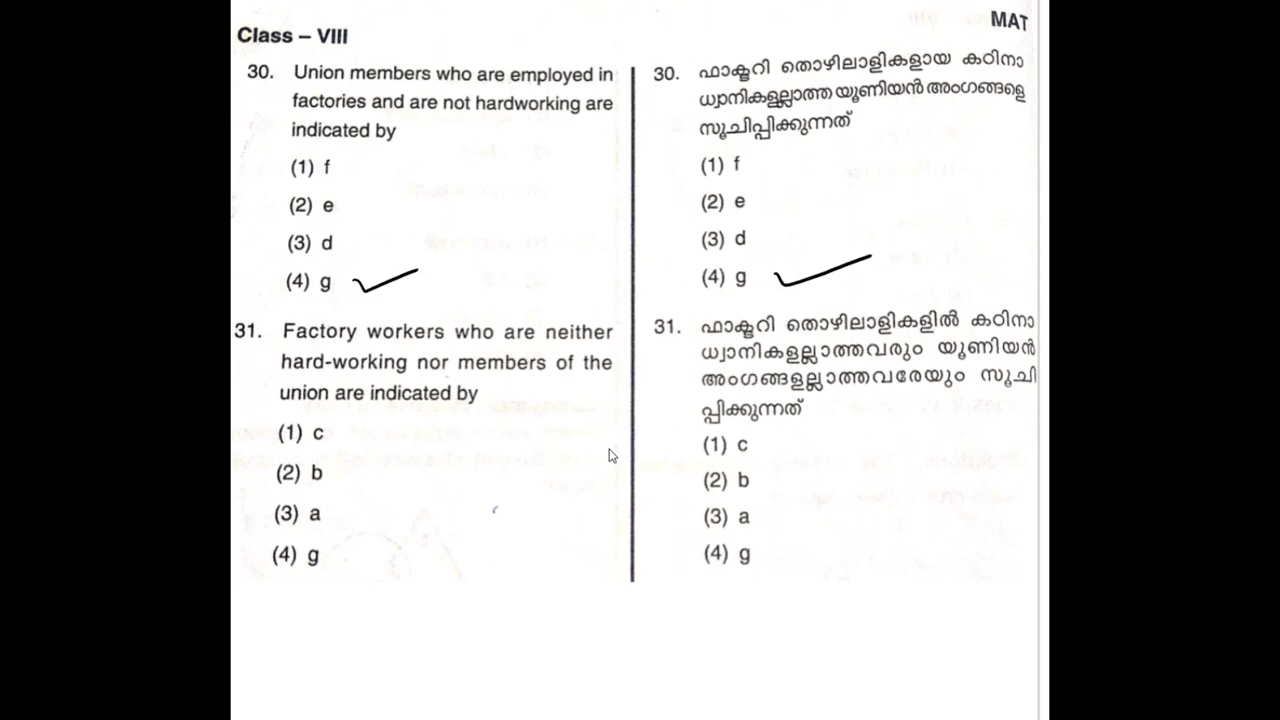 Class – VIII
MAT
30. Union members who are employed in
factories and are not hardworking are
indicated by
(1) f
(2) e
(3) d
(4) g
31. Factory workers who are neither
hard-working nor members of the
union are indicated by
(1) c
(2) b
(3) a
(4) g
30. ഫാക്ടറി തൊഴിലാളികളായ കഠിനാ
ധ്വാനികളല്ലാത്ത യൂണിയൻ അംഗങ്ങളെ
സൂചിപ്പിക്കുന്നത്
(1) f
(2) e
(3) d
(4) g
31. ഫാക്ടറി തൊഴിലാളികളിൽ കഠിനാ
ധ്വാനികളല്ലാത്തവരും യൂണിയൻ
അംഗങ്ങളല്ലാത്തവരേയും സൂചി
പ്പിക്കുന്നത്
(1) c
(2) b
(3) a
(4) g